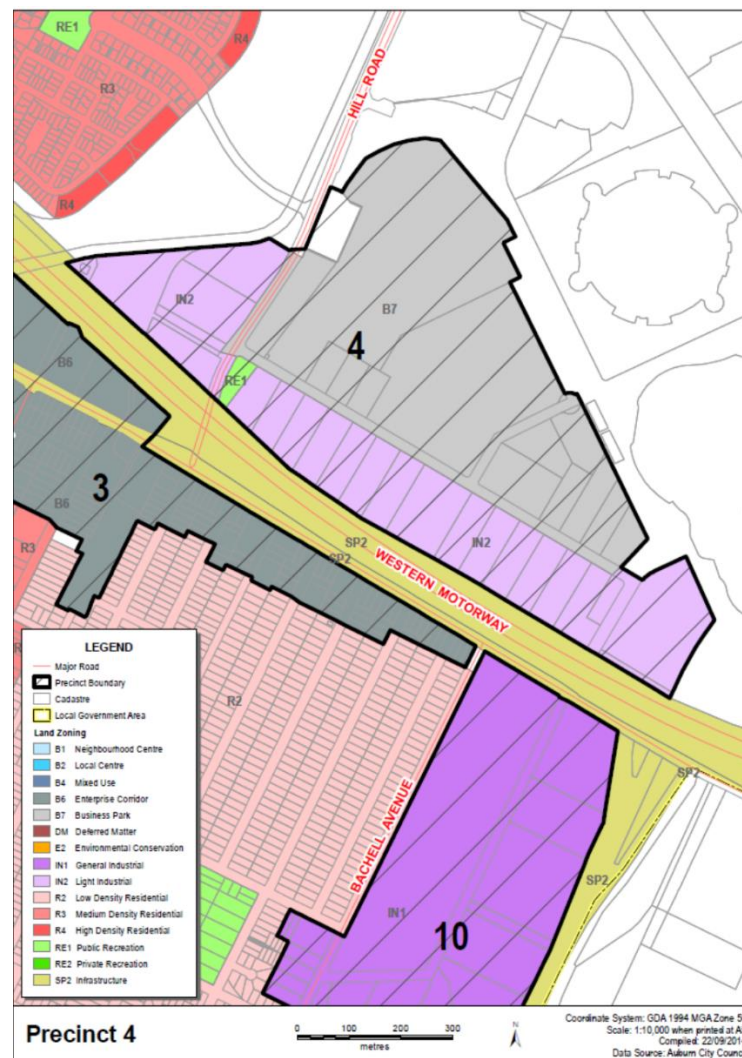 RE1
R4
R3
HILL ROAD
R4
IN2
B7
4
RE1
B6
3
B6
SP2
SP2
IN2
R3
WESTERN MOTORWAY
R2
SP2
BACHELL AVENUE
SP2
IN1
10
LEGEND
Major Road
Precinct Boundary
Cadastre
Local Government Area
Land Zoning
B1 Neighbourhood Centre
B2 Local Centre
B4 Mixed Use
B6 Enterprise Corridor
B7 Business Park
DM Deferred Matter
E2 Environmental Conservation
IN1 General Industrial
IN2 Light Industrial
R2 Low Density Residential
R3 Medium Density Residential
R4 High Density Residential
RE1 Public Recreation
RE2 Private Recreation
SP2 Infrastructure
Precinct 4
0 100 200 300
metres
N
Coordinate System: GDA 1994 MGA Zone 5
Scale: 1:10,000 when printed at A
Compiled: 22/09/201
Data Source: Auburn City Counc